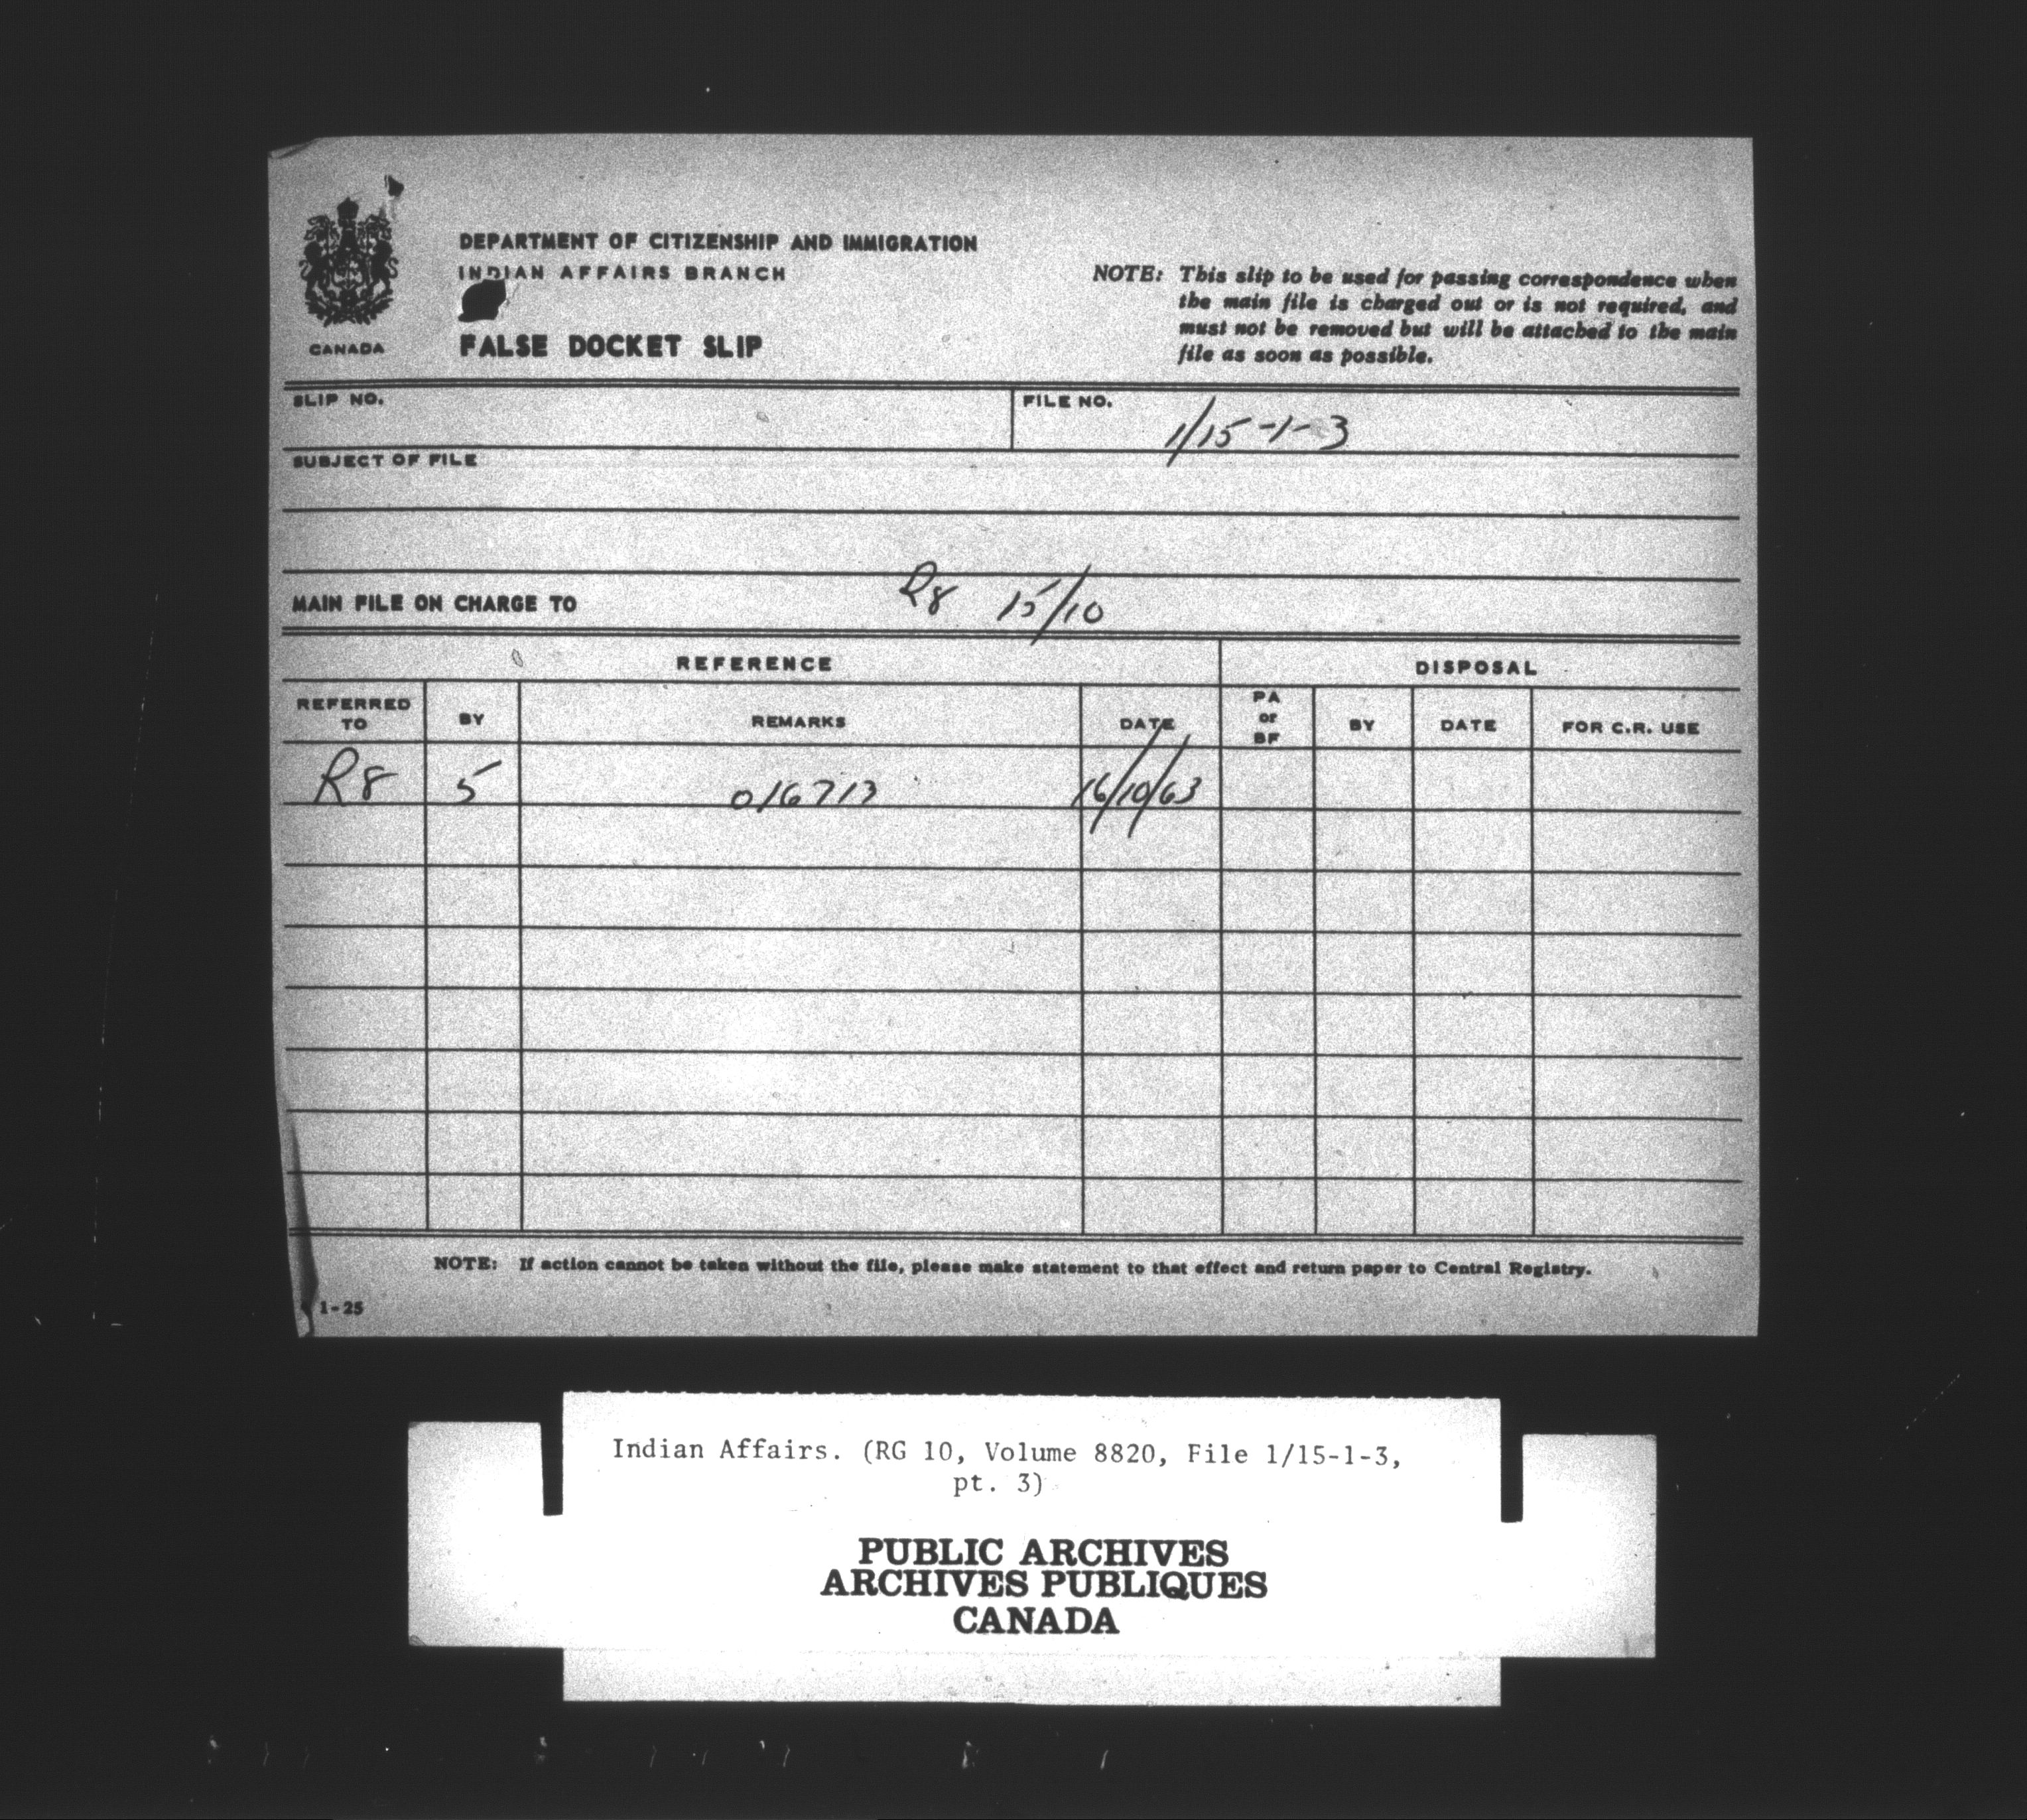 CANADA
DEPARTMENT OF CITIZENSHIP AND IMMIGRATION
INDIAN AFFAIRS BRANCH
FALSE DOCKET SLIP
NOTE: This slip to be used for passing correspondence when
the main file is charged out or is not required, and
must not be removed but will be attached to the main
file as soon as possible.
SLIP NO.
FILE NO. 1/15-1-3
SUBJECT OF FILE
MAIN FILE ON CHARGE TO R8 15/10
REFERENCE DISPOSAL
REFERRED TO BY REMARKS DATE PA or BF BY DATE FOR C.R. USE
R8 5 016713 16/10/63
NOTE: If action cannot be taken without the file, please make statement to that effect and return paper to Central Registry.
1-25
Indian Affairs. (RG 10, Volume 8820, File 1/15-1-3,
pt. 3)
PUBLIC ARCHIVES
ARCHIVES PUBLIQUES
CANADA